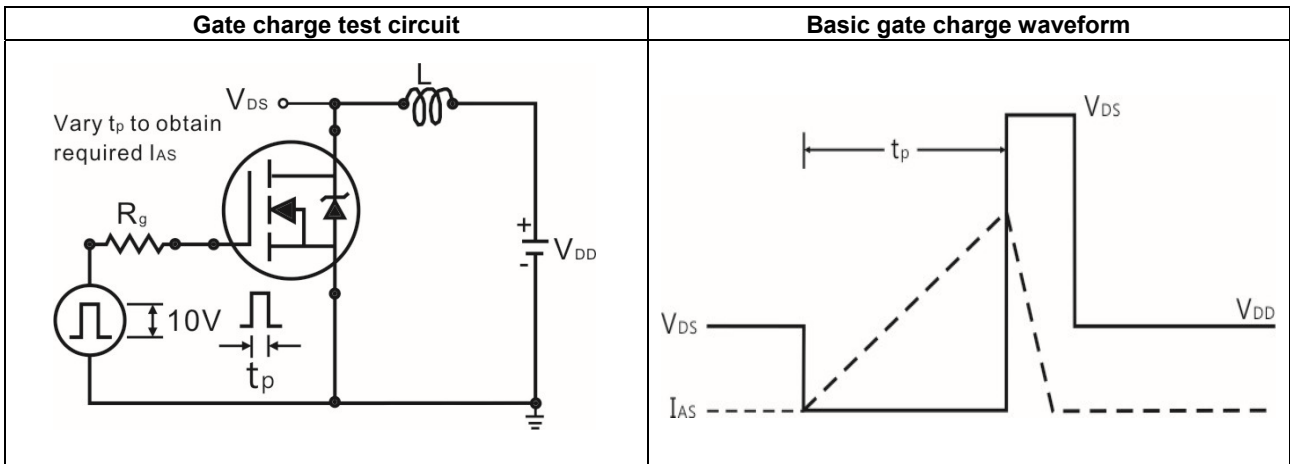 Gate charge test circuit
Basic gate charge waveform
VDS
L
Vary tp to obtain
required IAS
Rg
+
-
VDD
10V
tp
VDS
tp
VDS
VDD
IAS